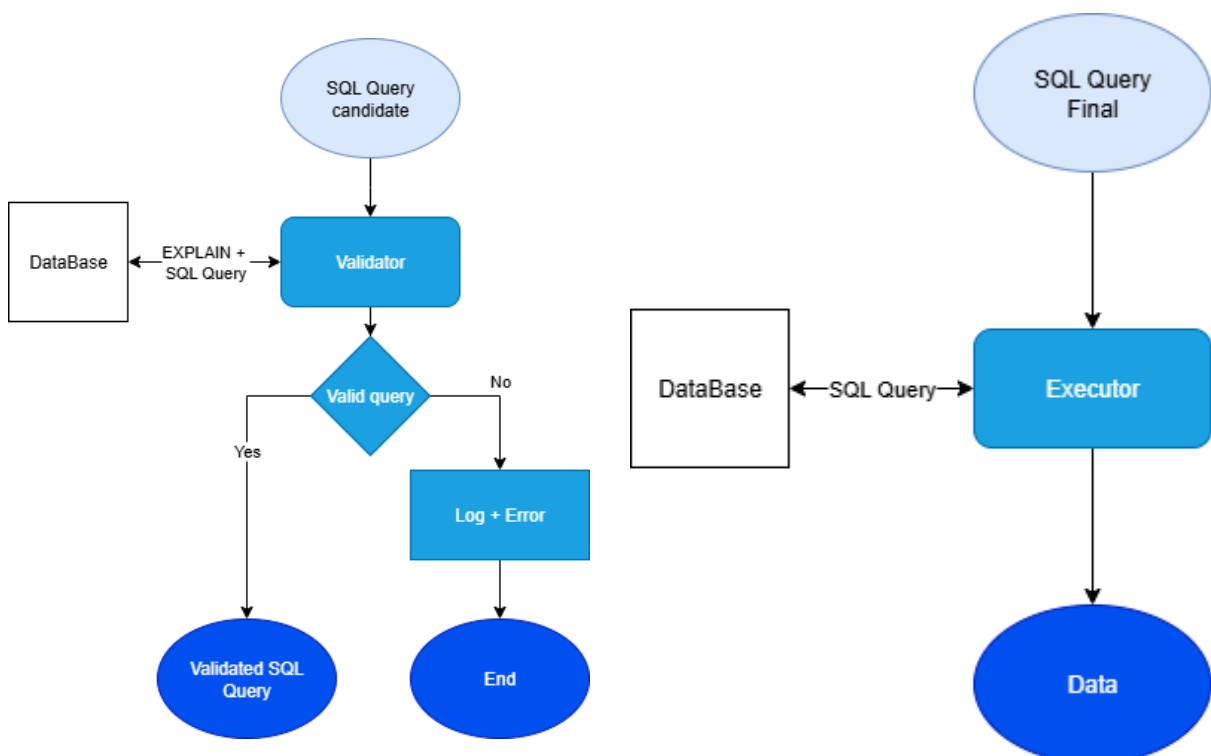 SQL Query
candidate
DataBase
EXPLAIN +
SQL Query
Validator
Valid query
No
Yes
Log + Error
Validated SQL
Query
End
SQL Query
Final
DataBase
SQL Query
Executor
Data